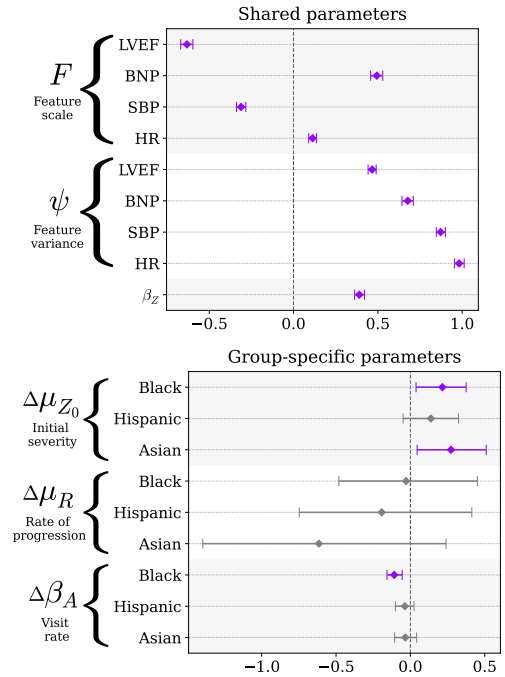 Shared parameters
F
Feature
scale
LVEF
BNP
SBP
HR
ψ
Feature
variance
LVEF
BNP
SBP
HR
β_Z
−0.5
0.0
0.5
1.0
Group-specific parameters
Δμ_{Z_0}
Initial
severity
Black
Hispanic
Asian
Δμ_R
Rate of
progression
Black
Hispanic
Asian
Δβ_A
Visit
rate
Black
Hispanic
Asian
−1.0
−0.5
0.0
0.5